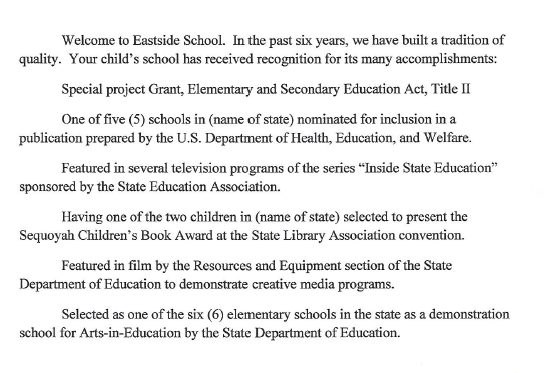 Welcome to Eastside School. In the past six years, we have built a tradition of
quality. Your child's school has received recognition for its many accomplishments:
Special project Grant, Elementary and Secondary Education Act, Title II
One of five (5) schools in (name of state) nominated for inclusion in a
publication prepared by the U.S. Department of Health, Education, and Welfare.
Featured in several television programs of the series “Inside State Education”
sponsored by the State Education Association.
Having one of the two children in (name of state) selected to present the
Sequoyah Children's Book Award at the State Library Association convention.
Featured in film by the Resources and Equipment section of the State
Department of Education to demonstrate creative media programs.
Selected as one of the six (6) elementary schools in the state as a demonstration
school for Arts-in-Education by the State Department of Education.